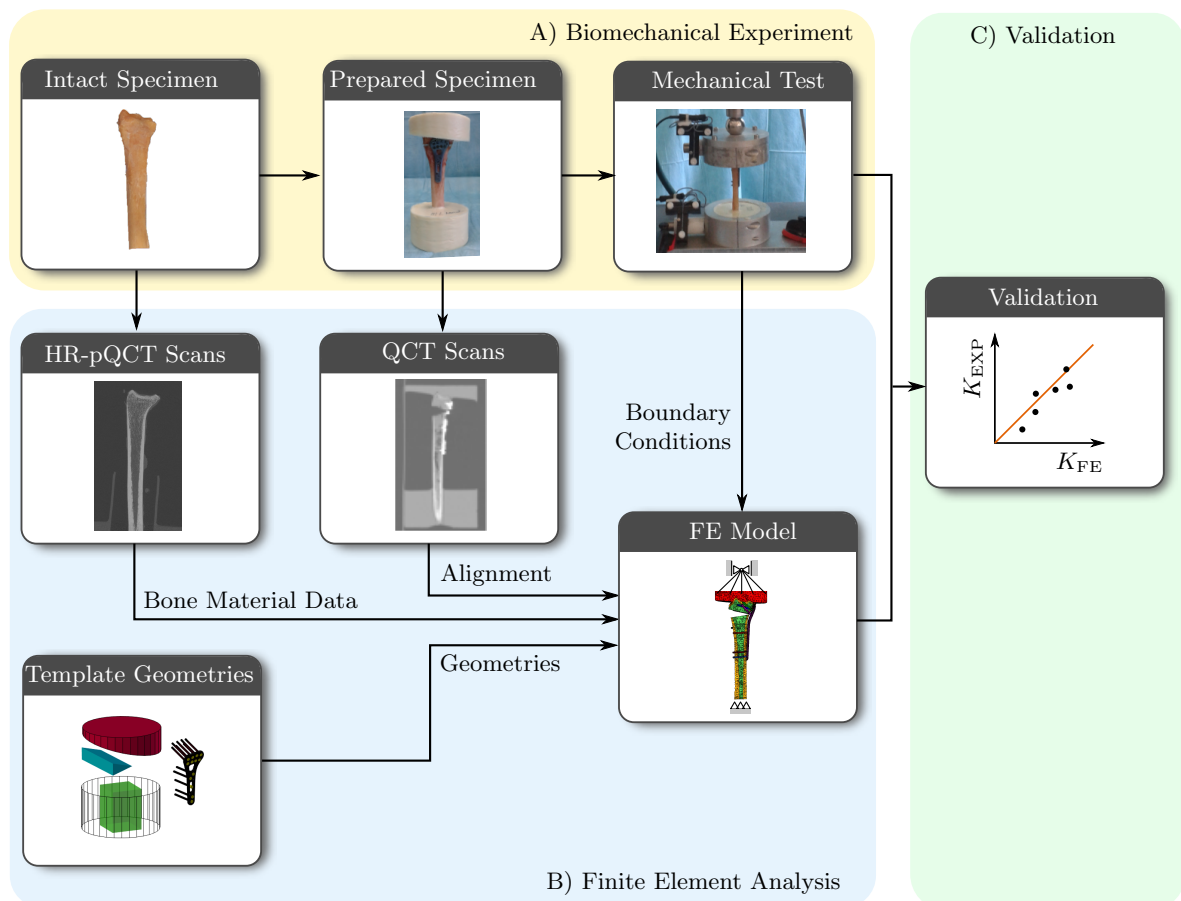 A) Biomechanical Experiment
C) Validation
Intact Specimen
Prepared Specimen
Mechanical Test
HR-pQCT Scans
QCT Scans
Boundary
Conditions
Validation
K_EXP
K_FE
FE Model
Alignment
Bone Material Data
Geometries
Template Geometries
B) Finite Element Analysis